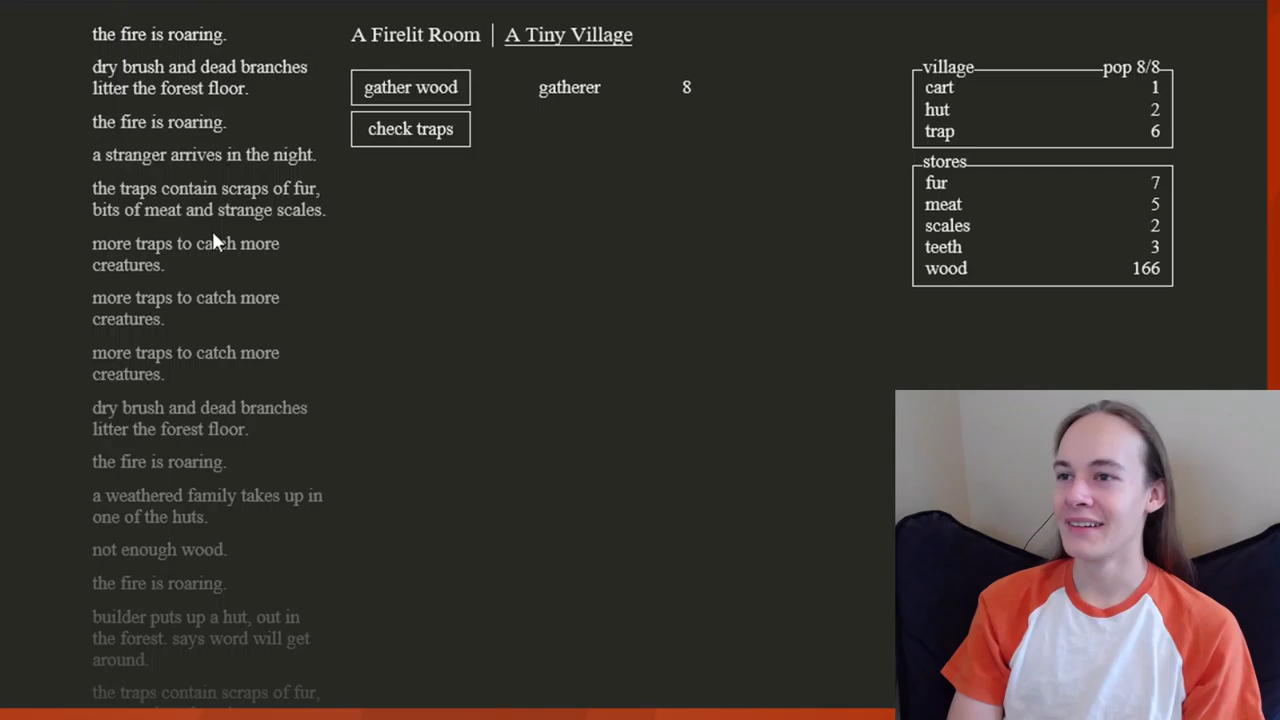 the fire is roaring.
dry brush and dead branches
litter the forest floor.
the fire is roaring.
a stranger arrives in the night.
the traps contain scraps of fur,
bits of meat and strange scales.
more traps to catch more
creatures.
more traps to catch more
creatures.
more traps to catch more
creatures.
dry brush and dead branches
litter the forest floor.
the fire is roaring.
a weathered family takes up in
one of the huts.
not enough wood.
the fire is roaring.
builder puts up a hut, out in
the forest. says word will get
around.
the traps contain scraps of fur,
A Firelit Room | A Tiny Village
gather wood
check traps
gatherer 8
village pop 8/8
cart 1
hut 2
trap 6
stores
fur 7
meat 5
scales 2
teeth 3
wood 166